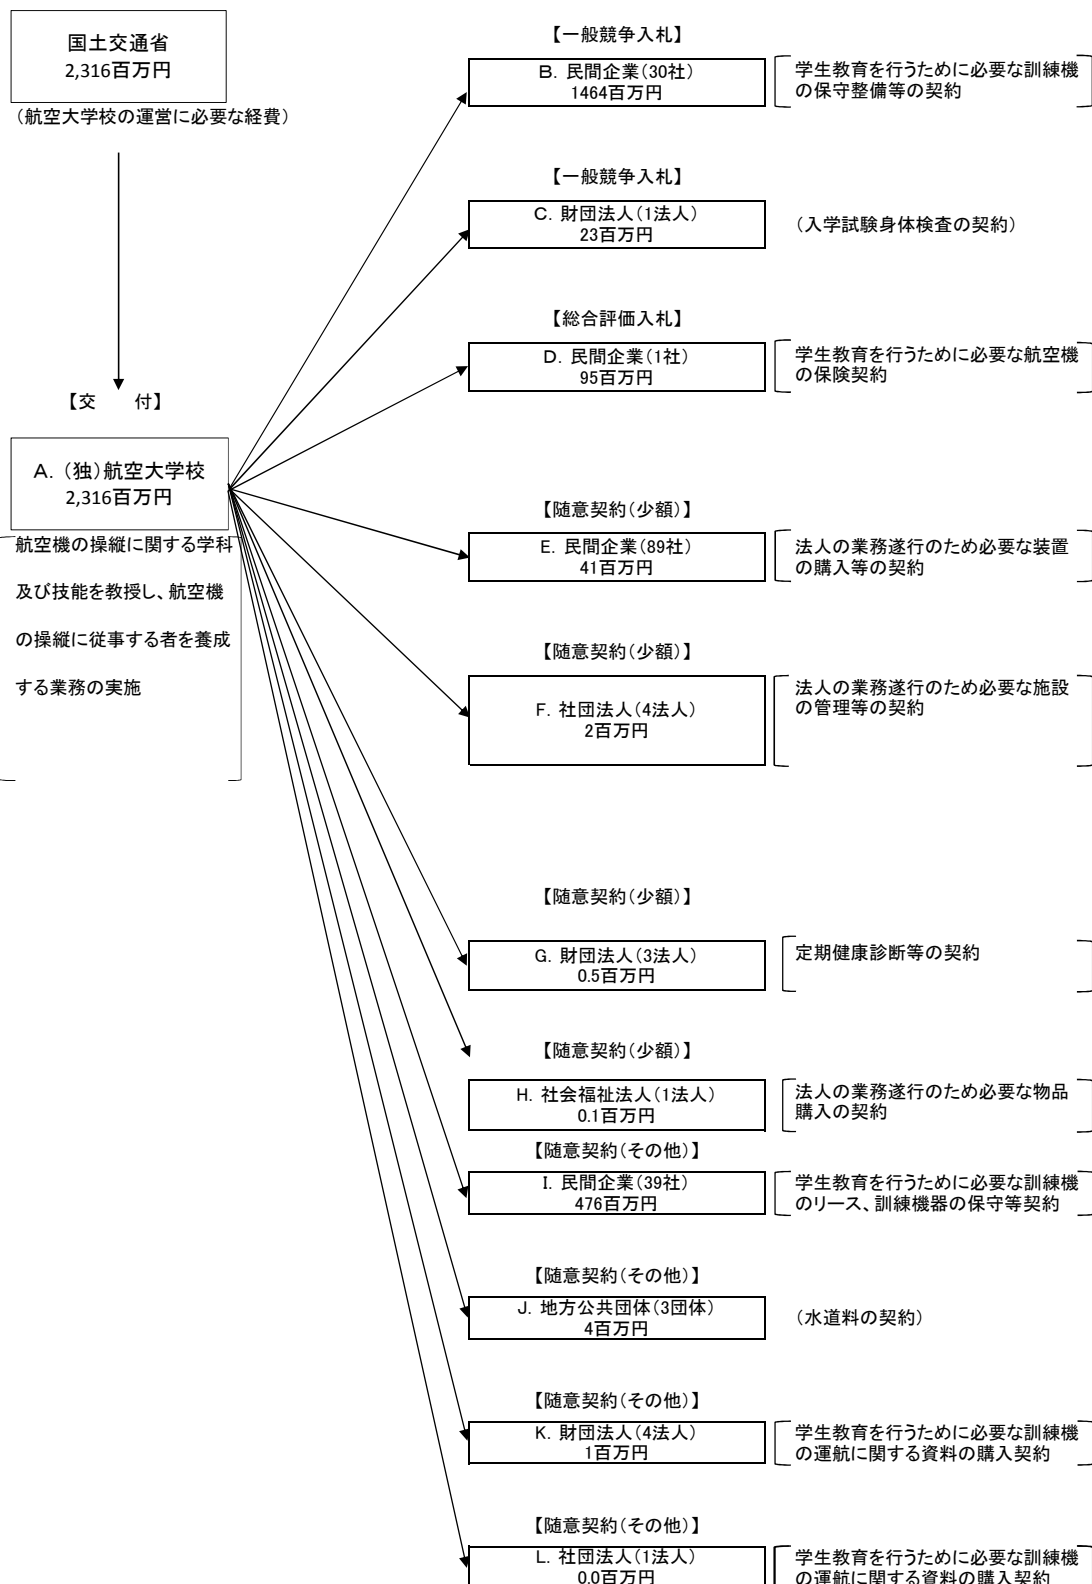 国土交通省
2,316百万円
（航空大学校の運営に必要な経費）
【交　　付】
A．（独）航空大学校
2,316百万円
航空機の操縦に関する学科
及び技能を教授し、航空機
の操縦に従事する者を養成
する業務の実施
【一般競争入札】
B．民間企業（30社）
1464百万円
学生教育を行うために必要な訓練機
の保守整備等の契約
【一般競争入札】
C．財団法人（1法人）
23百万円
（入学試験身体検査の契約）
【総合評価入札】
D．民間企業（1社）
95百万円
学生教育を行うために必要な航空機
の保険契約
【随意契約（少額）】
E．民間企業（89社）
41百万円
法人の業務遂行のため必要な装置
の購入等の契約
【随意契約（少額）】
F．社団法人（4法人）
2百万円
法人の業務遂行のため必要な施設
の管理等の契約
【随意契約（少額）】
G．財団法人（3法人）
0.5百万円
定期健康診断等の契約
【随意契約（少額）】
H．社会福祉法人（1法人）
0.1百万円
法人の業務遂行のため必要な物品
購入の契約
【随意契約（その他）】
I．民間企業（39社）
476百万円
学生教育を行うために必要な訓練機
のリース、訓練機器の保守等契約
【随意契約（その他）】
J．地方公共団体（3団体）
4百万円
（水道料の契約）
【随意契約（その他）】
K．財団法人（4法人）
1百万円
学生教育を行うために必要な訓練機
の運航に関する資料の購入契約
【随意契約（その他）】
L．社団法人（1法人）
0.0百万円
学生教育を行うために必要な訓練機
の運航に関する資料の購入契約